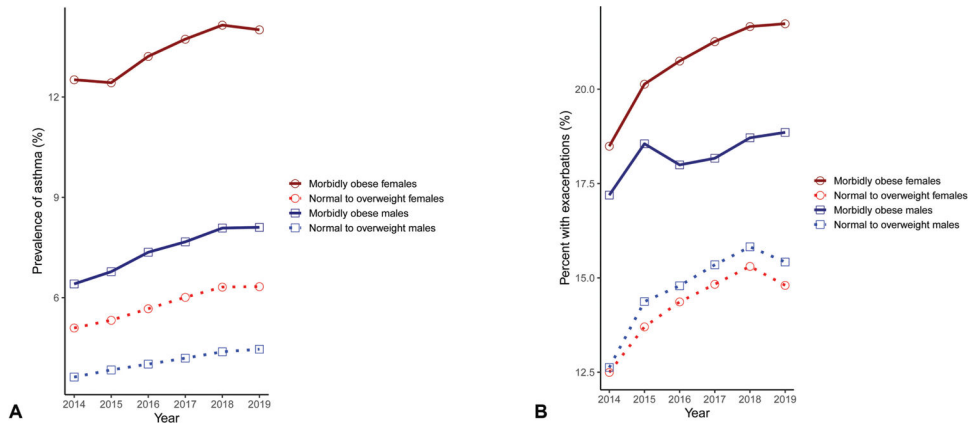 Prevalence of asthma (%)
12
9
6
2014 2015 2016 2017 2018 2019
Year
Morbidly obese females
Normal to overweight females
Morbidly obese males
Normal to overweight males
A
Percent with exacerbations (%)
20.0
17.5
15.0
12.5
2014 2015 2016 2017 2018 2019
Year
Morbidly obese females
Normal to overweight females
Morbidly obese males
Normal to overweight males
B